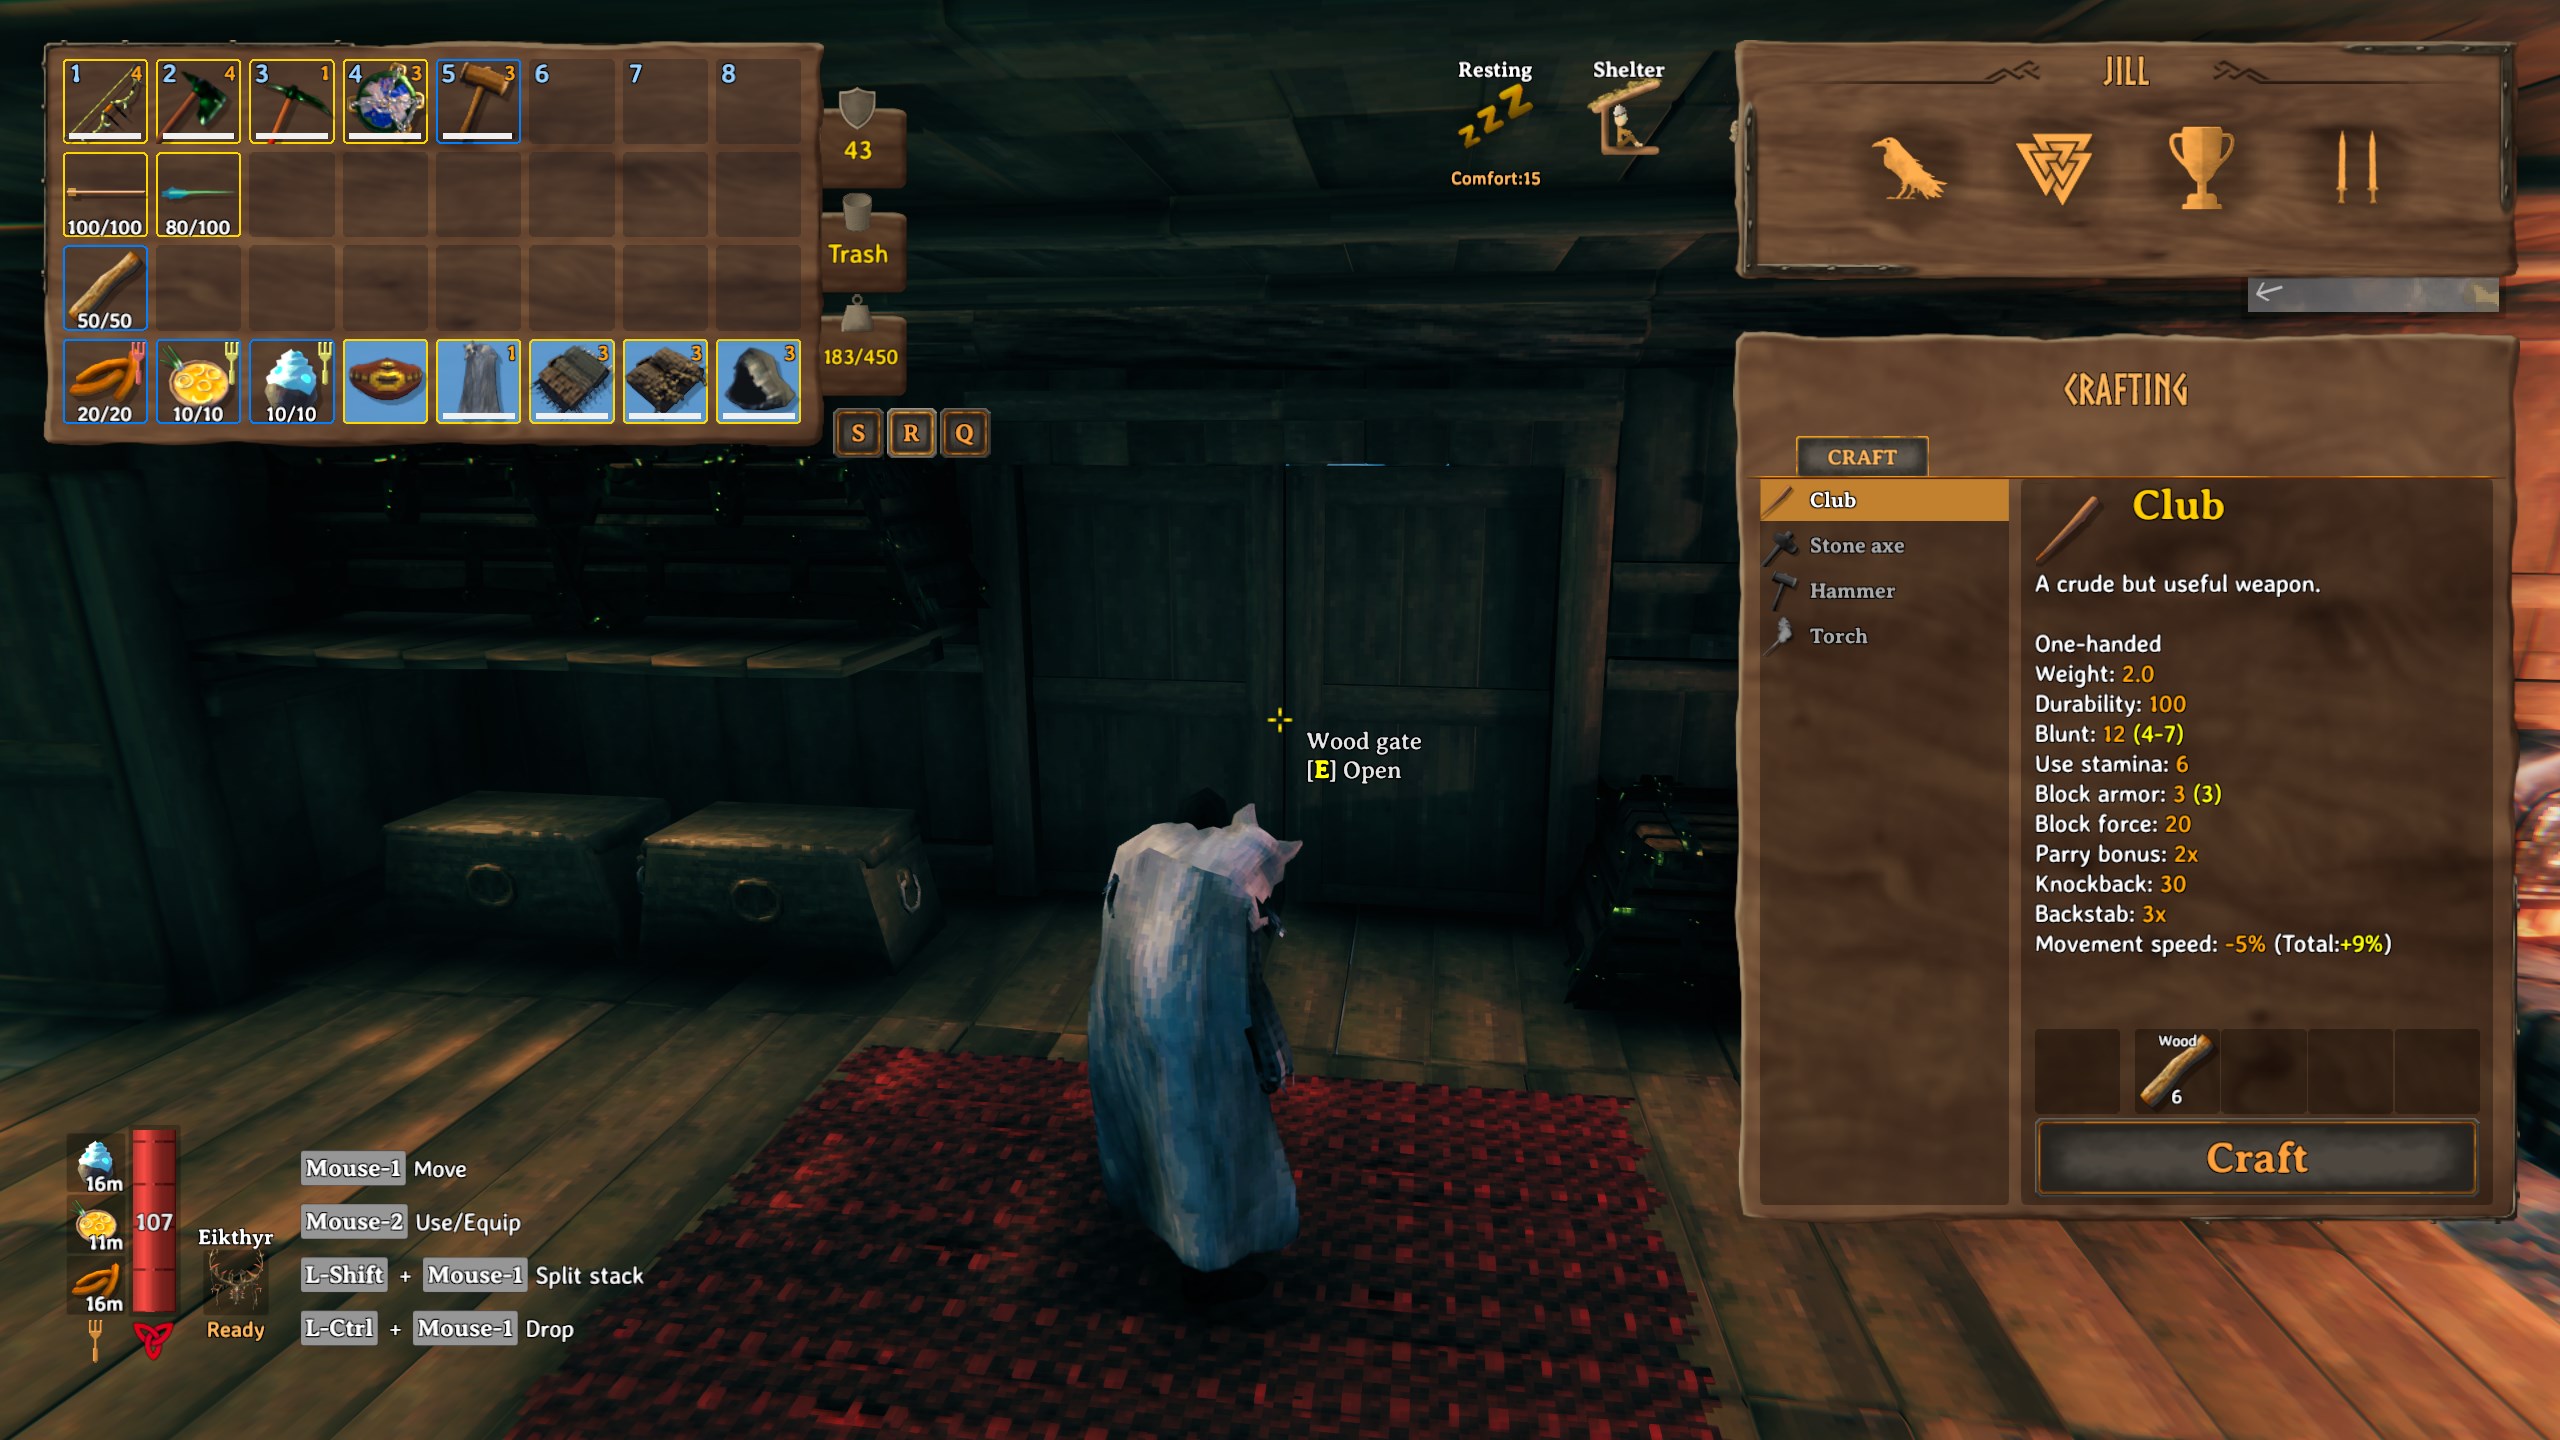 1 4
2 4
3 1
4 3
5 3
6
7
8
100/100
80/100
50/50
20/20
10/10
10/10
1
3
3
3
43
Trash
183/450
S
R
Q
Resting
Shelter
Comfort:15
JILL
CRAFTING
CRAFT
Club
Stone axe
Hammer
Torch
Club
A crude but useful weapon.
One-handed
Weight: 2.0
Durability: 100
Blunt: 12 (4-7)
Use stamina: 6
Block armor: 3 (3)
Block force: 20
Parry bonus: 2x
Knockback: 30
Backstab: 3x
Movement speed: -5% (Total:+9%)
Wood
6
Craft
Wood gate
[E] Open
16m
11m
16m
107
Eikthyr
Ready
Mouse-1 Move
Mouse-2 Use/Equip
L-Shift + Mouse-1 Split stack
L-Ctrl + Mouse-1 Drop